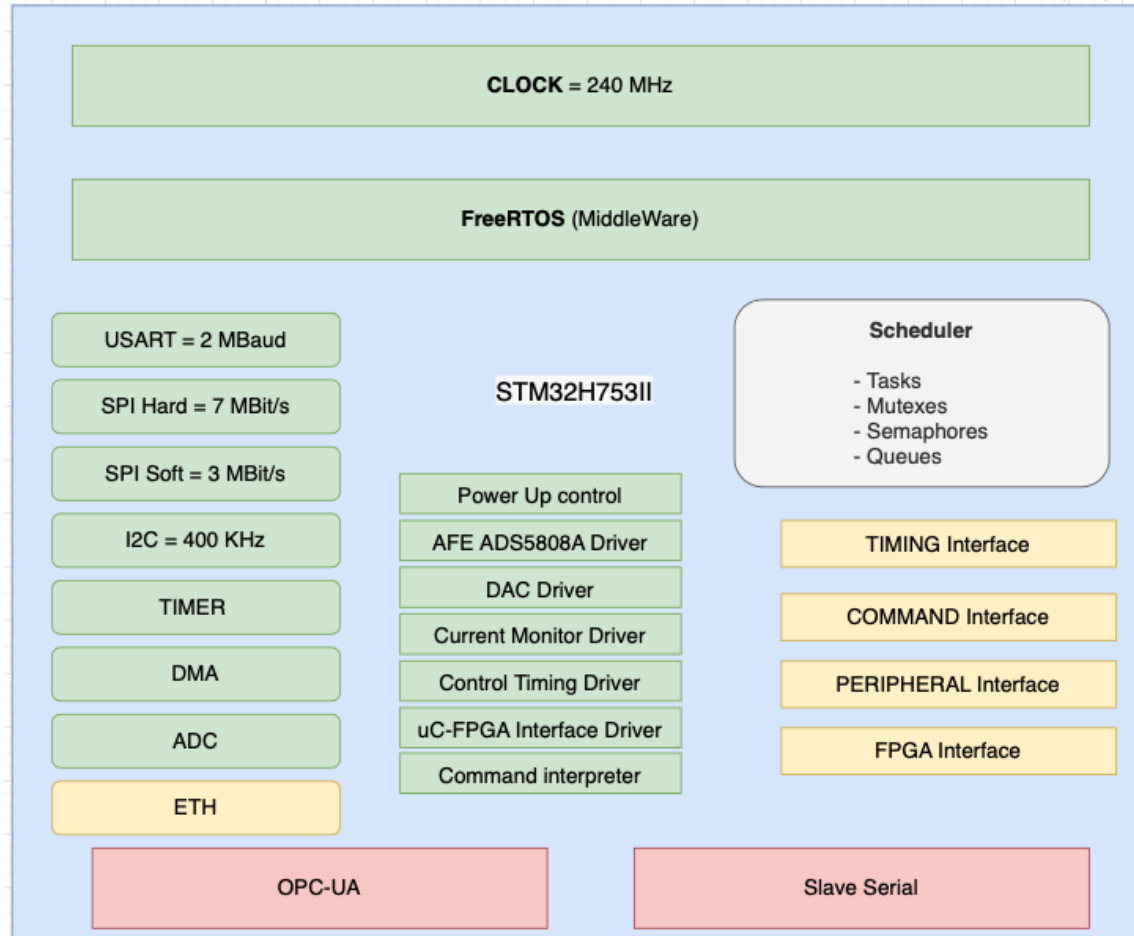 CLOCK = 240 MHz
FreeRTOS (MiddleWare)
USART = 2 MBaud
SPI Hard = 7 MBit/s
SPI Soft = 3 MBit/s
I2C = 400 KHz
TIMER
DMA
ADC
ETH
STM32H753II
Power Up control
AFE ADS5808A Driver
DAC Driver
Current Monitor Driver
Control Timing Driver
uC-FPGA Interface Driver
Command interpreter
Scheduler
- Tasks
- Mutexes
- Semaphores
- Queues
TIMING Interface
COMMAND Interface
PERIPHERAL Interface
FPGA Interface
OPC-UA
Slave Serial